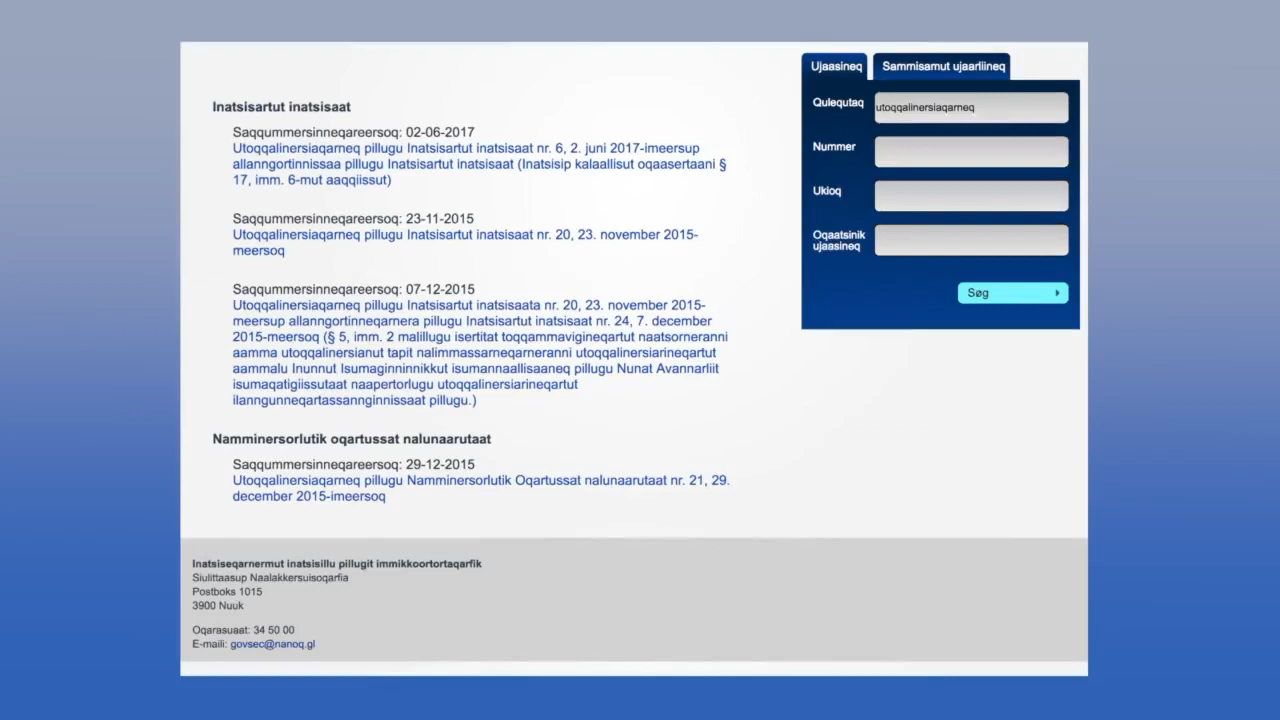 Inatsisartut inatsisaat
Saqqummersinneqareersoq: 02-06-2017
Utoqqalinersiaqarneq pillugu Inatsisartut inatsisaat nr. 6, 2. juni 2017-imeersup
allanngortinnissaa pillugu Inatsisartut inatsisaat (Inatsisip kalaallisut oqaasertaani §
17, imm. 6-mut aaqqiissut)
Saqqummersinneqareersoq: 23-11-2015
Utoqqalinersiaqarneq pillugu Inatsisartut inatsisaat nr. 20, 23. november 2015-
meersoq
Saqqummersinneqareersoq: 07-12-2015
Utoqqalinersiaqarneq pillugu Inatsisartut inatsisaata nr. 20, 23. november 2015-
meersup allanngortinneqarnera pillugu Inatsisartut inatsisaat nr. 24, 7. december
2015-meersoq (§ 5, imm. 2 malillugu isertitat toqqammavigineqartut naatsorneranni
aamma utoqqalinersianut tapit nalimmassarneqarneranni utoqqalinersiarineqartut
aammalu Inunnut Isumaginninnikkut isumannaallisaaneq pillugu Nunat Avannarliit
isumaqatigiissutaat naapertorlugu utoqqalinersiarineqartut
ilanngunneqartassannginnissaat pillugu.)
Namminersorlutik oqartussat nalunaarutaat
Saqqummersinneqareersoq: 29-12-2015
Utoqqalinersiaqarneq pillugu Namminersorlutik Oqartussat nalunaarutaat nr. 21, 29.
december 2015-imeersoq
Ujaasineq
Sammisamut ujaarliineq
Qulequtaq
utoqqalinersiaqarneq
Nummer
Ukioq
Oqaatsinik
ujaasineq
Søg
Inatsiseqarnermut inatsisillu pillugit immikkoortortaqarfik
Siulittaasup Naalakkersuisoqarfia
Postboks 1015
3900 Nuuk
Oqarasuaat: 34 50 00
E-maili: govsec@nanoq.gl